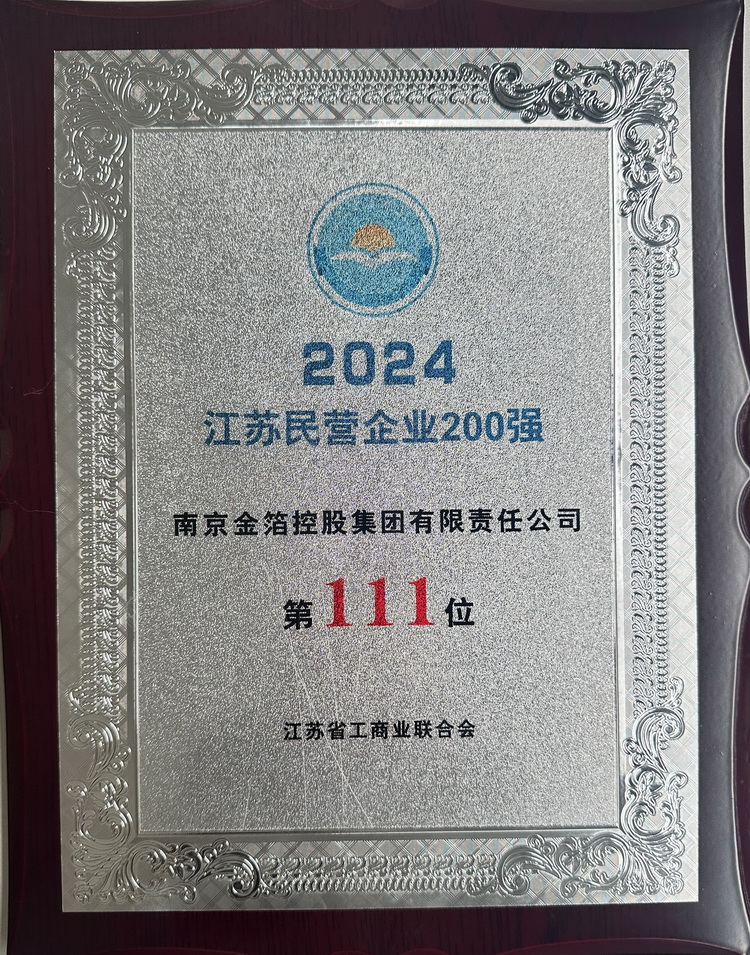 2024
江苏民营企业200强
南京金箔控股集团有限责任公司
第111位
江苏省工商业联合会